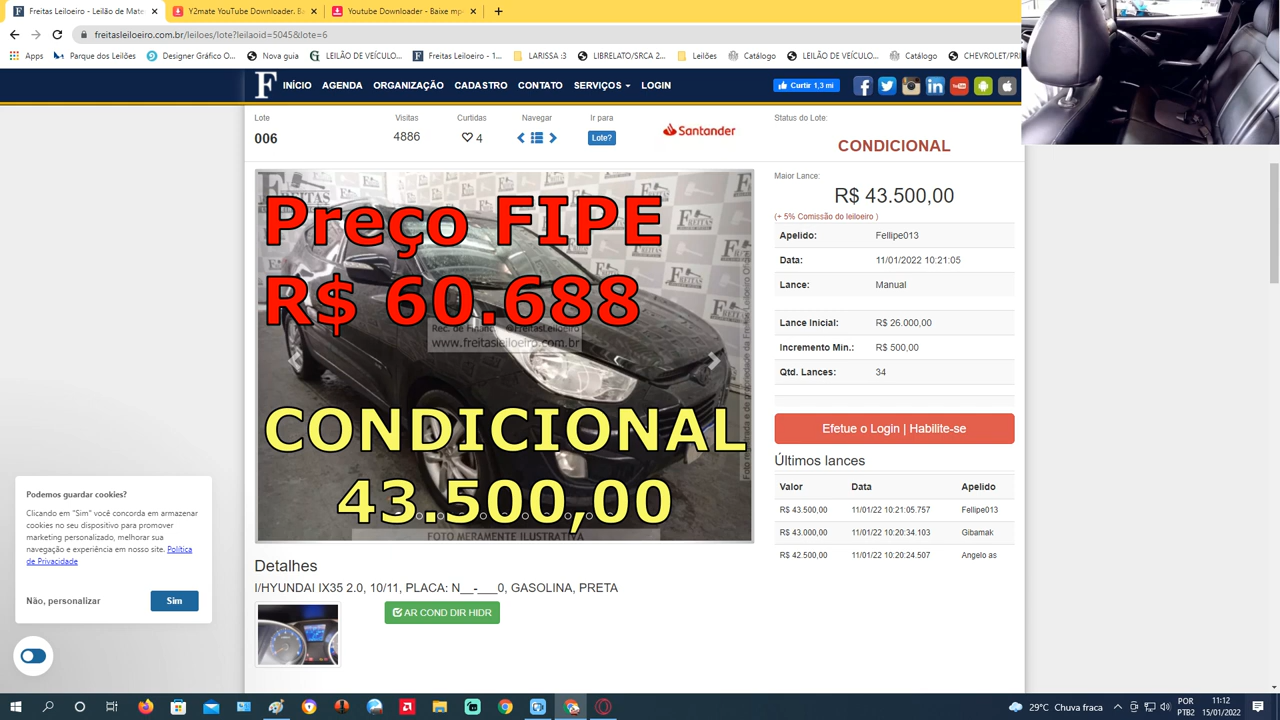 Freitas Leiloeiro - Leilão de Mate
Y2mate YouTube Downloader. Ba
Youtube Downloader - Baixe mp
freitasleiloeiro.com.br/leiloes/lote?leilaoid=5045&lote=6
Apps
Parque dos Leilões
Designer Gráfico O...
Nova guia
LEILÃO DE VEÍCULO...
Freitas Leiloeiro - 1...
LARISSA :3
LIBRELATO/SRCA 2...
Leilões
Catálogo
LEILÃO DE VEÍCULO...
Catálogo
CHEVROLET/PRI
INÍCIO AGENDA ORGANIZAÇÃO CADASTRO CONTATO SERVIÇOS LOGIN
Curtir 1,3 mi
Lote Visitas Curtidas Navegar Ir para
006 4886 4 Lote?
Santander
Status do Lote:
CONDICIONAL
Maior Lance:
R$ 43.500,00
(+ 5% Comissão do leiloeiro )
Apelido: Fellipe013
Data: 11/01/2022 10:21:05
Lance: Manual
Lance Inicial: R$ 26.000,00
Incremento Min.: R$ 500,00
Qtd. Lances: 34
Efetue o Login | Habilite-se
Últimos lances
Valor Data Apelido
R$ 43.500,00 11/01/22 10:21:05.757 Fellipe013
R$ 43.000,00 11/01/22 10:20:34.103 Gibamak
R$ 42.500,00 11/01/22 10:20:24.507 Angelo as
Preço FIPE
R$ 60.688
Rec. de Financ. @FreitasLeiloeiro
www.freitasleiloeiro.com.br
CONDICIONAL
43.500,00
FOTO MERAMENTE ILUSTRATIVA
Detalhes
I/HYUNDAI IX35 2.0, 10/11, PLACA: N__-___0, GASOLINA, PRETA
AR COND DIR HIDR
Podemos guardar cookies?
Clicando em "Sim" você concorda em armazenar
cookies no seu dispositivo para promover
marketing personalizado, melhorar sua
navegação e experiência em nosso site. Política
de Privacidade
Não, personalizar
Sim
29°C Chuva fraca
POR
PTB2
11:12
15/01/2022